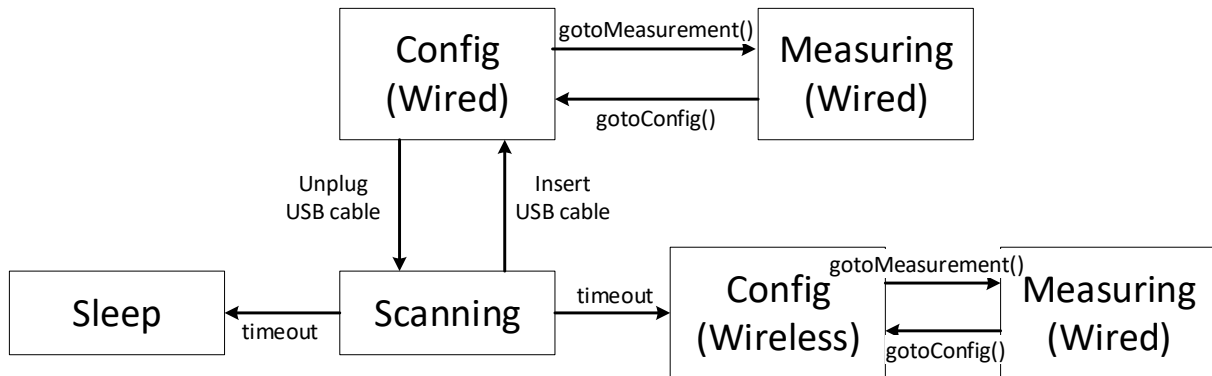 Config
(Wired)
gotoMeasurement()
gotoConfig()
Measuring
(Wired)
Unplug
USB cable
Insert
USB cable
Sleep
timeout
Scanning
timeout
Config
(Wireless)
gotoMeasurement()
gotoConfig()
Measuring
(Wired)